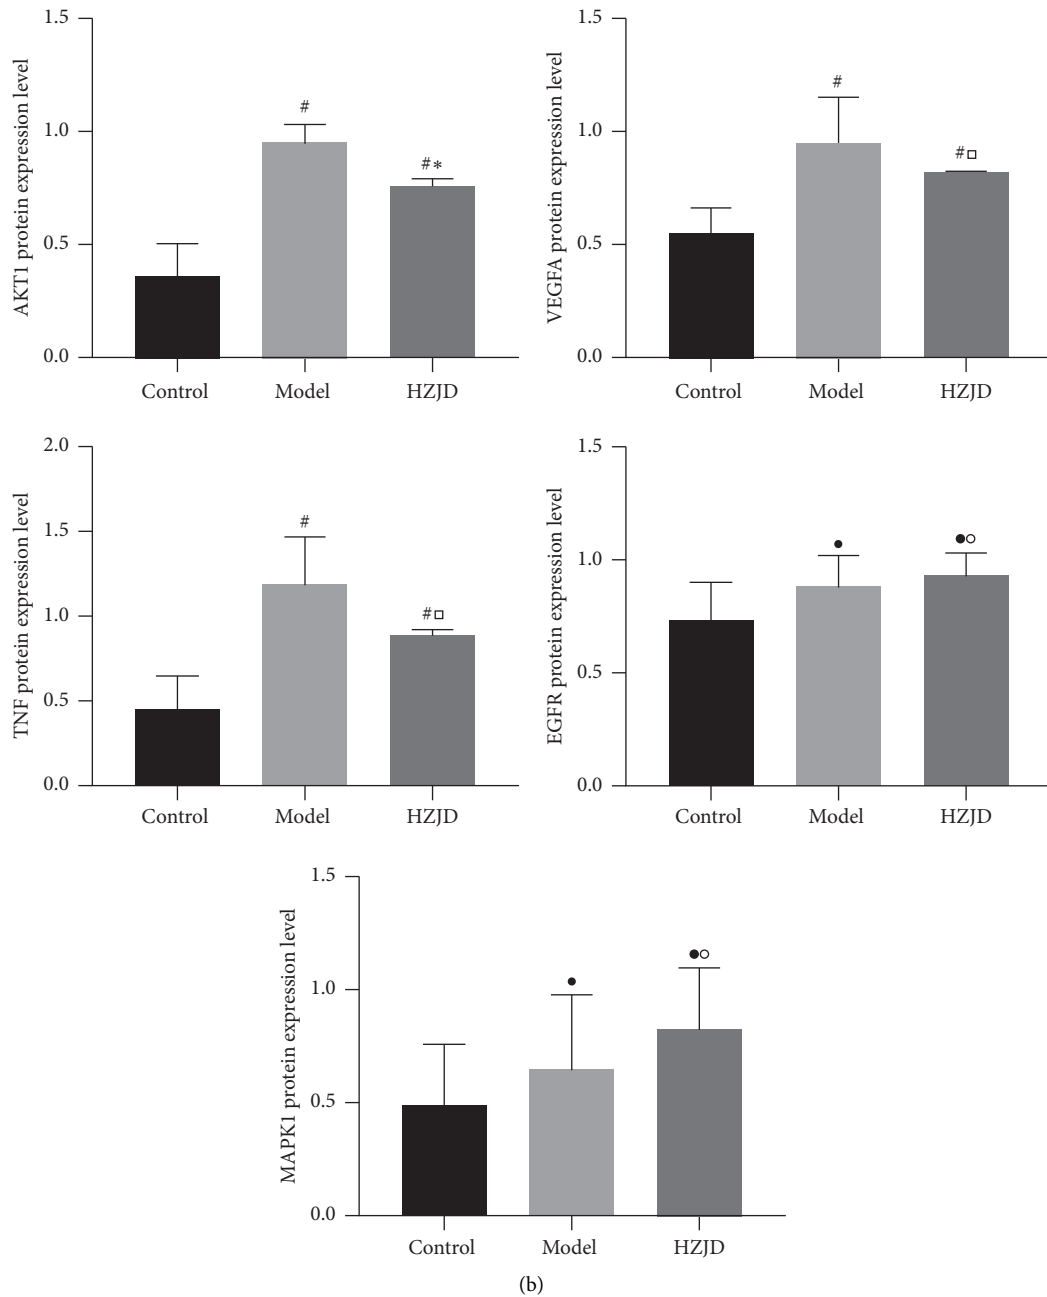 AKT1 protein expression level
1.5
1.0
0.5
0.0
#
#*
Control Model HZJD
VEGFA protein expression level
1.5
1.0
0.5
0.0
#
#□
Control Model HZJD
TNF protein expression level
2.0
1.5
1.0
0.5
0.0
#
#□
Control Model HZJD
EGFR protein expression level
1.5
1.0
0.5
0.0
●
●○
Control Model HZJD
MAPK1 protein expression level
1.5
1.0
0.5
0.0
●
●○
Control Model HZJD
(b)